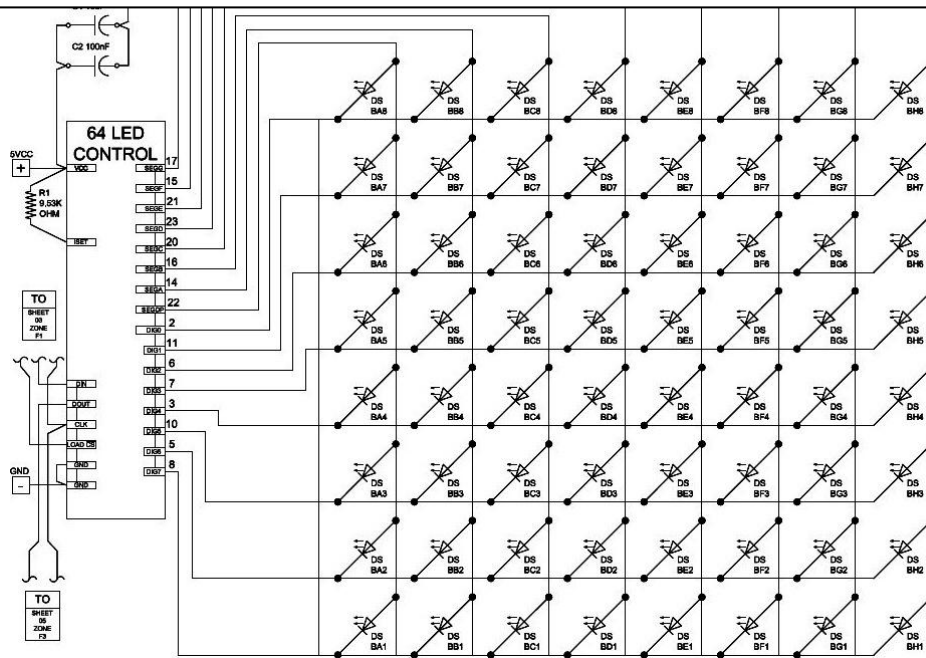 C2 100nF
64 LED
CONTROL
5VCC
+
VCC
R1
9.53K
OHM
ISET
SEGG 17
SEGF 15
SEGE 21
SEGD 23
SEGC 20
SEGB 16
SEGA 14
SEGDP 22
DIG0 2
DIG1 11
DIG2 6
DIG3 7
DIG4 3
DIG5 10
DIG6 5
DIG7 8
TO
SHEET
03
ZONE
F1
DIN
DOUT
CLK
LOAD CS
GND
GND
GND
-
TO
SHEET
05
ZONE
F3
DS DS DS DS DS DS DS DS
BA8 BB8 BC8 BD8 BE8 BF8 BG8 BH8
DS DS DS DS DS DS DS DS
BA7 BB7 BC7 BD7 BE7 BF7 BG7 BH7
DS DS DS DS DS DS DS DS
BA6 BB6 BC6 BD6 BE6 BF6 BG6 BH6
DS DS DS DS DS DS DS DS
BA5 BB5 BC5 BD5 BE5 BF5 BG5 BH5
DS DS DS DS DS DS DS DS
BA4 BB4 BC4 BD4 BE4 BF4 BG4 BH4
DS DS DS DS DS DS DS DS
BA3 BB3 BC3 BD3 BE3 BF3 BG3 BH3
DS DS DS DS DS DS DS DS
BA2 BB2 BC2 BD2 BE2 BF2 BG2 BH2
DS DS DS DS DS DS DS DS
BA1 BB1 BC1 BD1 BE1 BF1 BG1 BH1